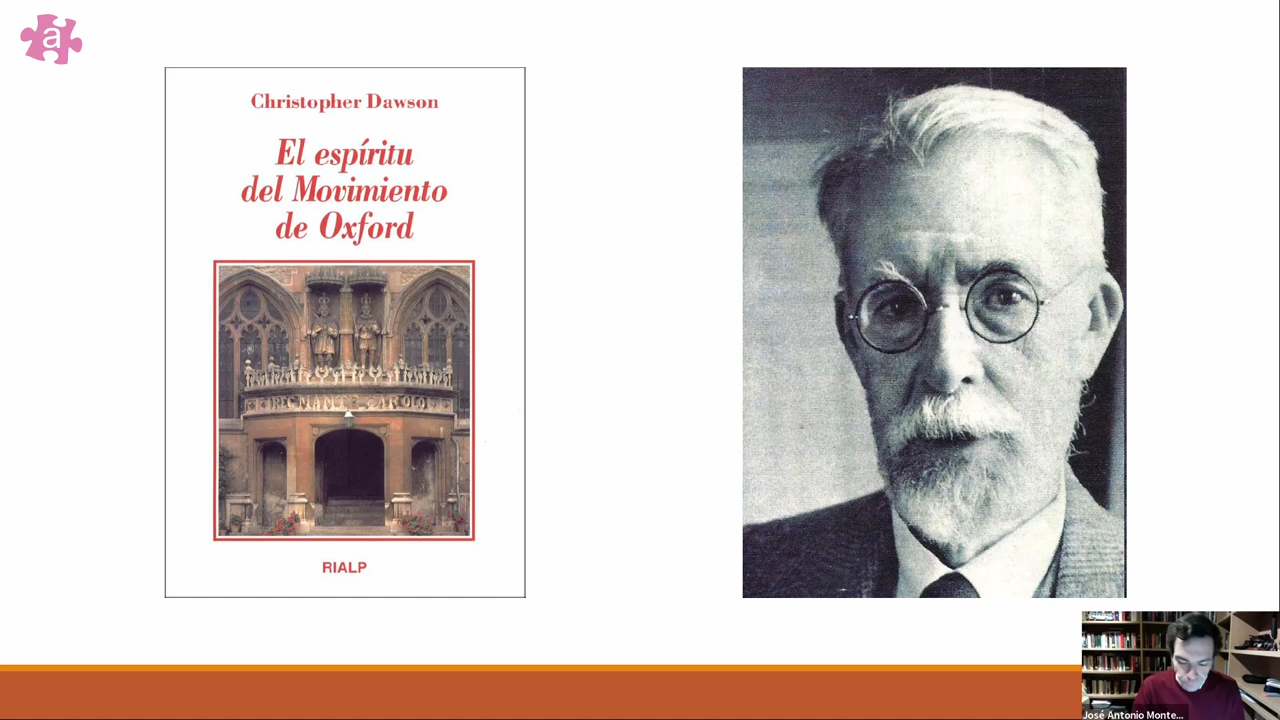 a
Christopher Dawson
El espíritu
del Movimiento
de Oxford
RIALP
José Antonio Monte...